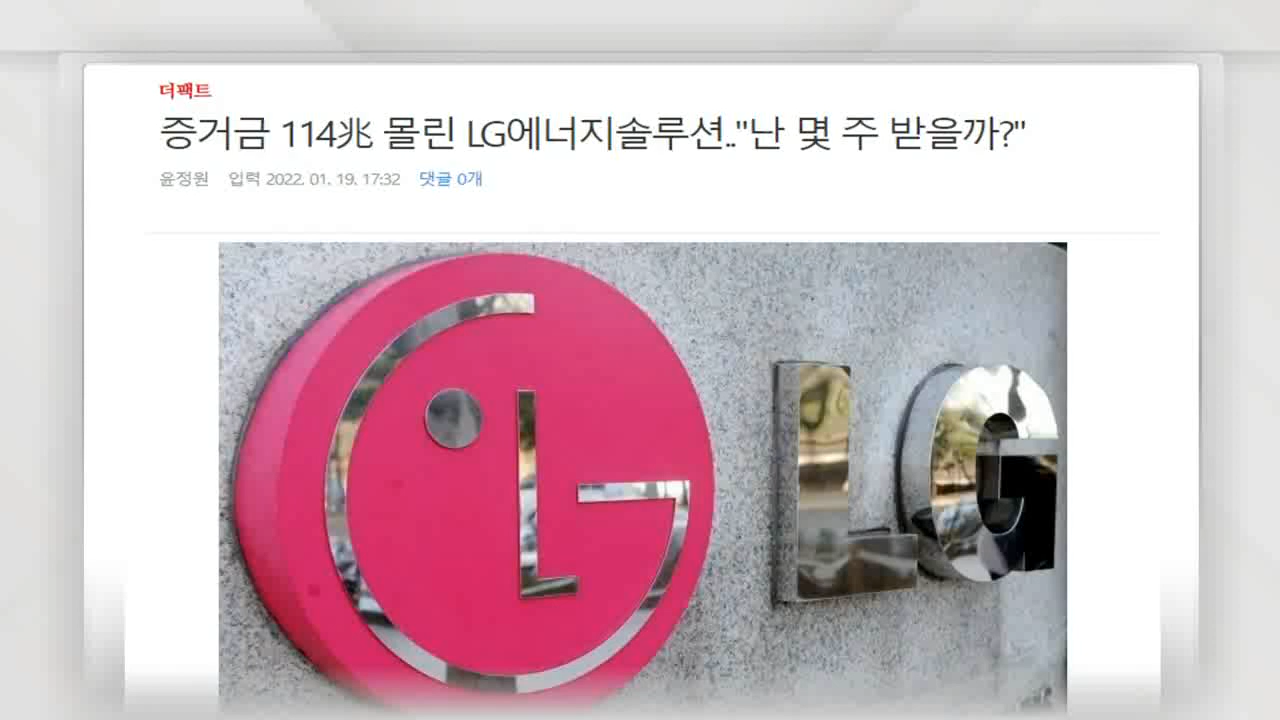 더팩트
증거금 114兆 몰린 LG에너지솔루션.."난 몇 주 받을까?"
윤정원 입력 2022. 01. 19. 17:32 댓글 0개
LG LG